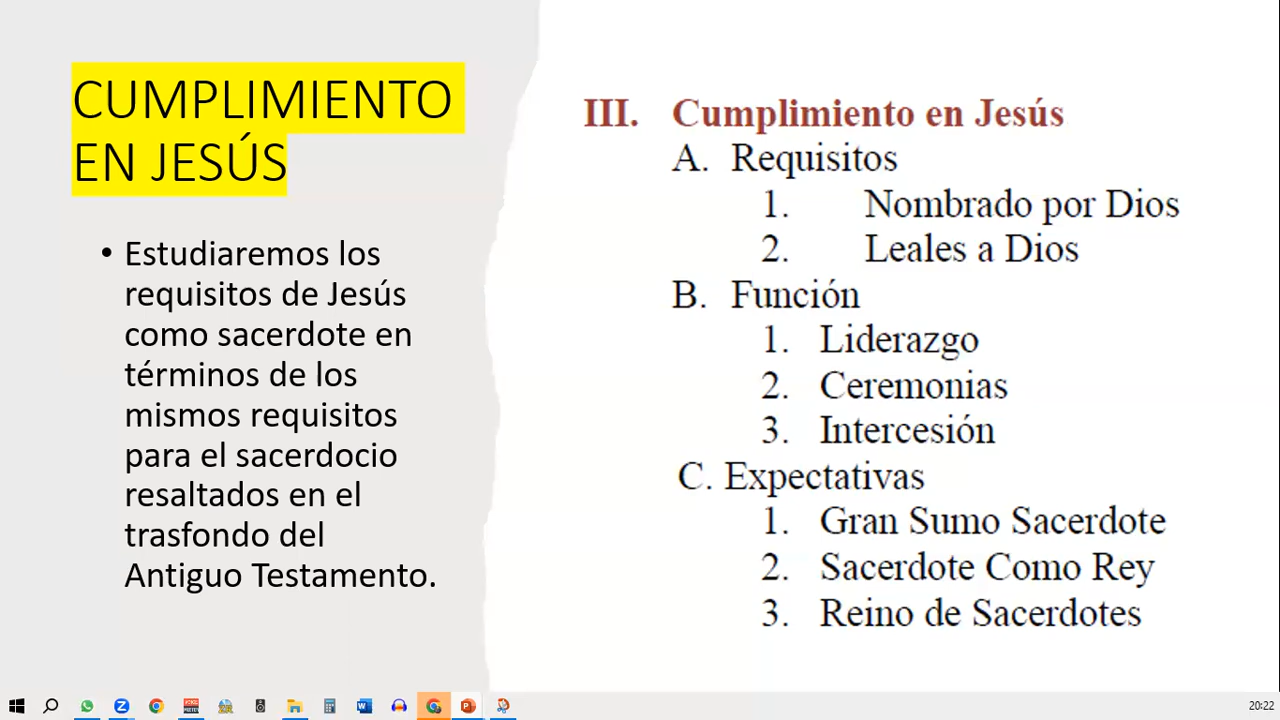 CUMPLIMIENTO
EN JESÚS
• Estudiaremos los
requisitos de Jesús
como sacerdote en
términos de los
mismos requisitos
para el sacerdocio
resaltados en el
trasfondo del
Antiguo Testamento.
III. Cumplimiento en Jesús
A. Requisitos
1. Nombrado por Dios
2. Leales a Dios
B. Función
1. Liderazgo
2. Ceremonias
3. Intercesión
C. Expectativas
1. Gran Sumo Sacerdote
2. Sacerdote Como Rey
3. Reino de Sacerdotes
20:22